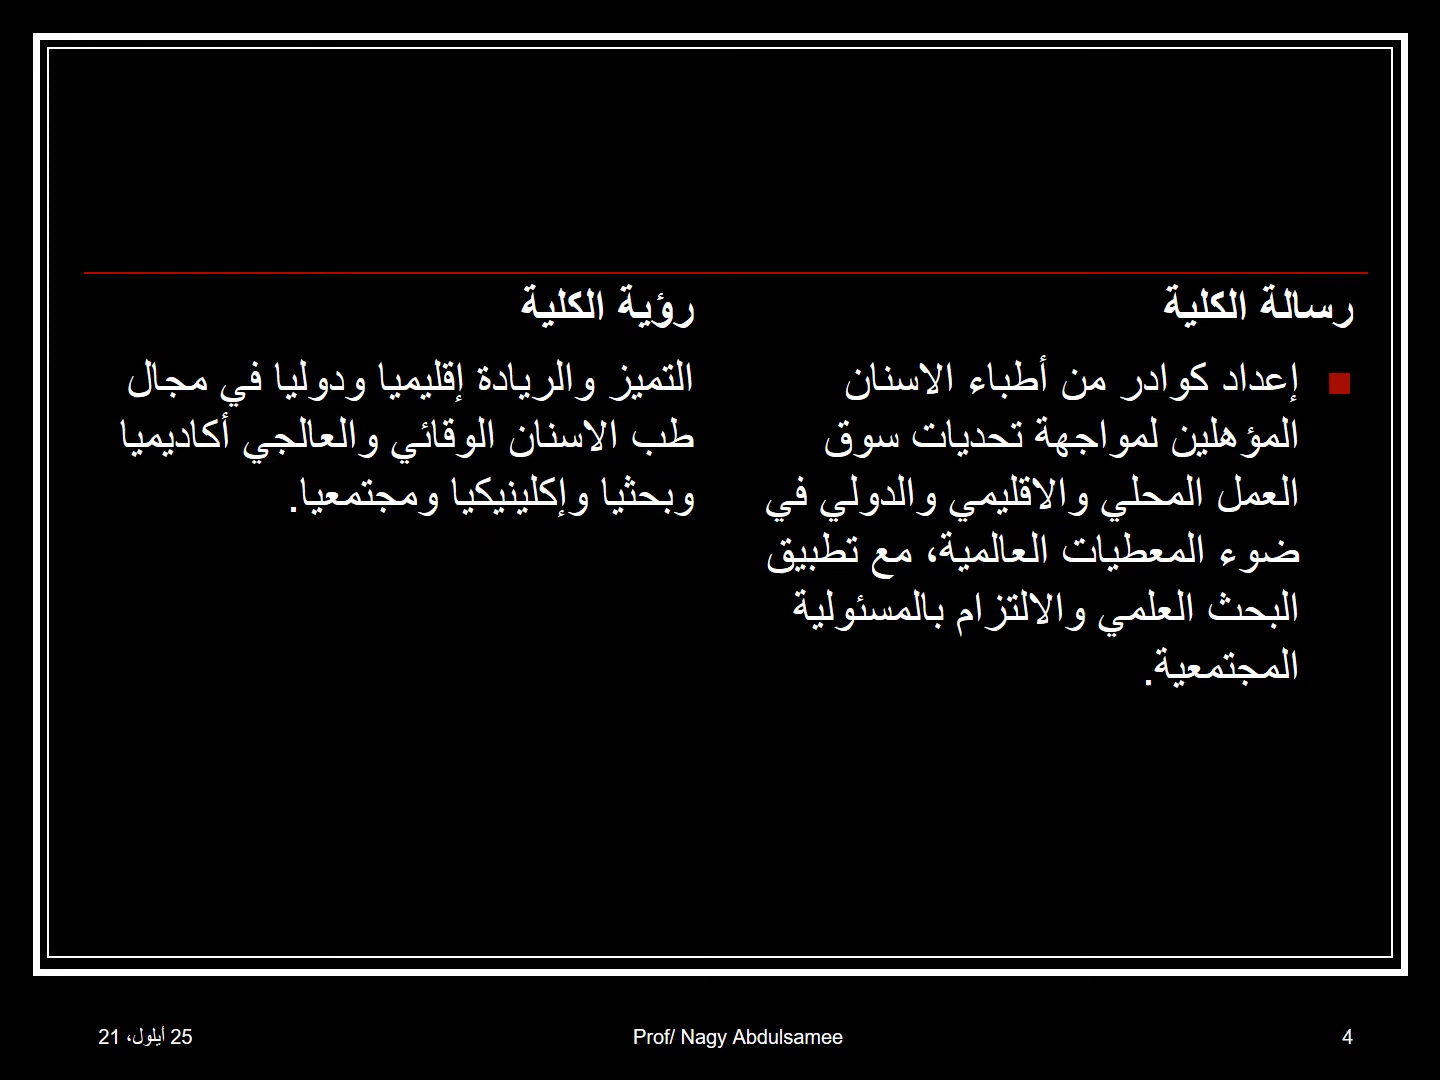 رسالة الكلية
إعداد كوادر من أطباء الاسنان
المؤهلين لمواجهة تحديات سوق
العمل المحلي والاقليمي والدولي في
ضوء المعطيات العالمية، مع تطبيق
البحث العلمي والالتزام بالمسئولية
المجتمعية.
رؤية الكلية
التميز والريادة إقليميا ودوليا في مجال
طب الاسنان الوقائي والعالجي أكاديميا
وبحثيا وإكلينيكيا ومجتمعيا.
25 أيلول، 21
Prof/ Nagy Abdulsamee
4